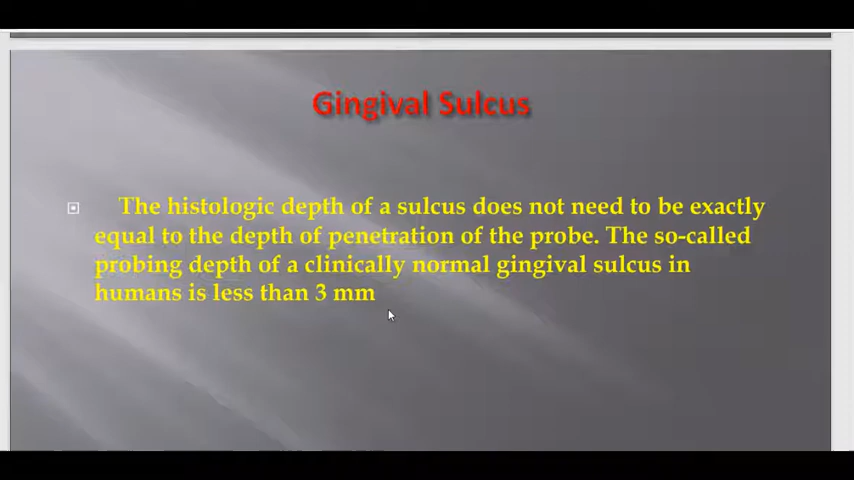 Gingival Sulcus
The histologic depth of a sulcus does not need to be exactly
equal to the depth of penetration of the probe. The so-called
probing depth of a clinically normal gingival sulcus in
humans is less than 3 mm